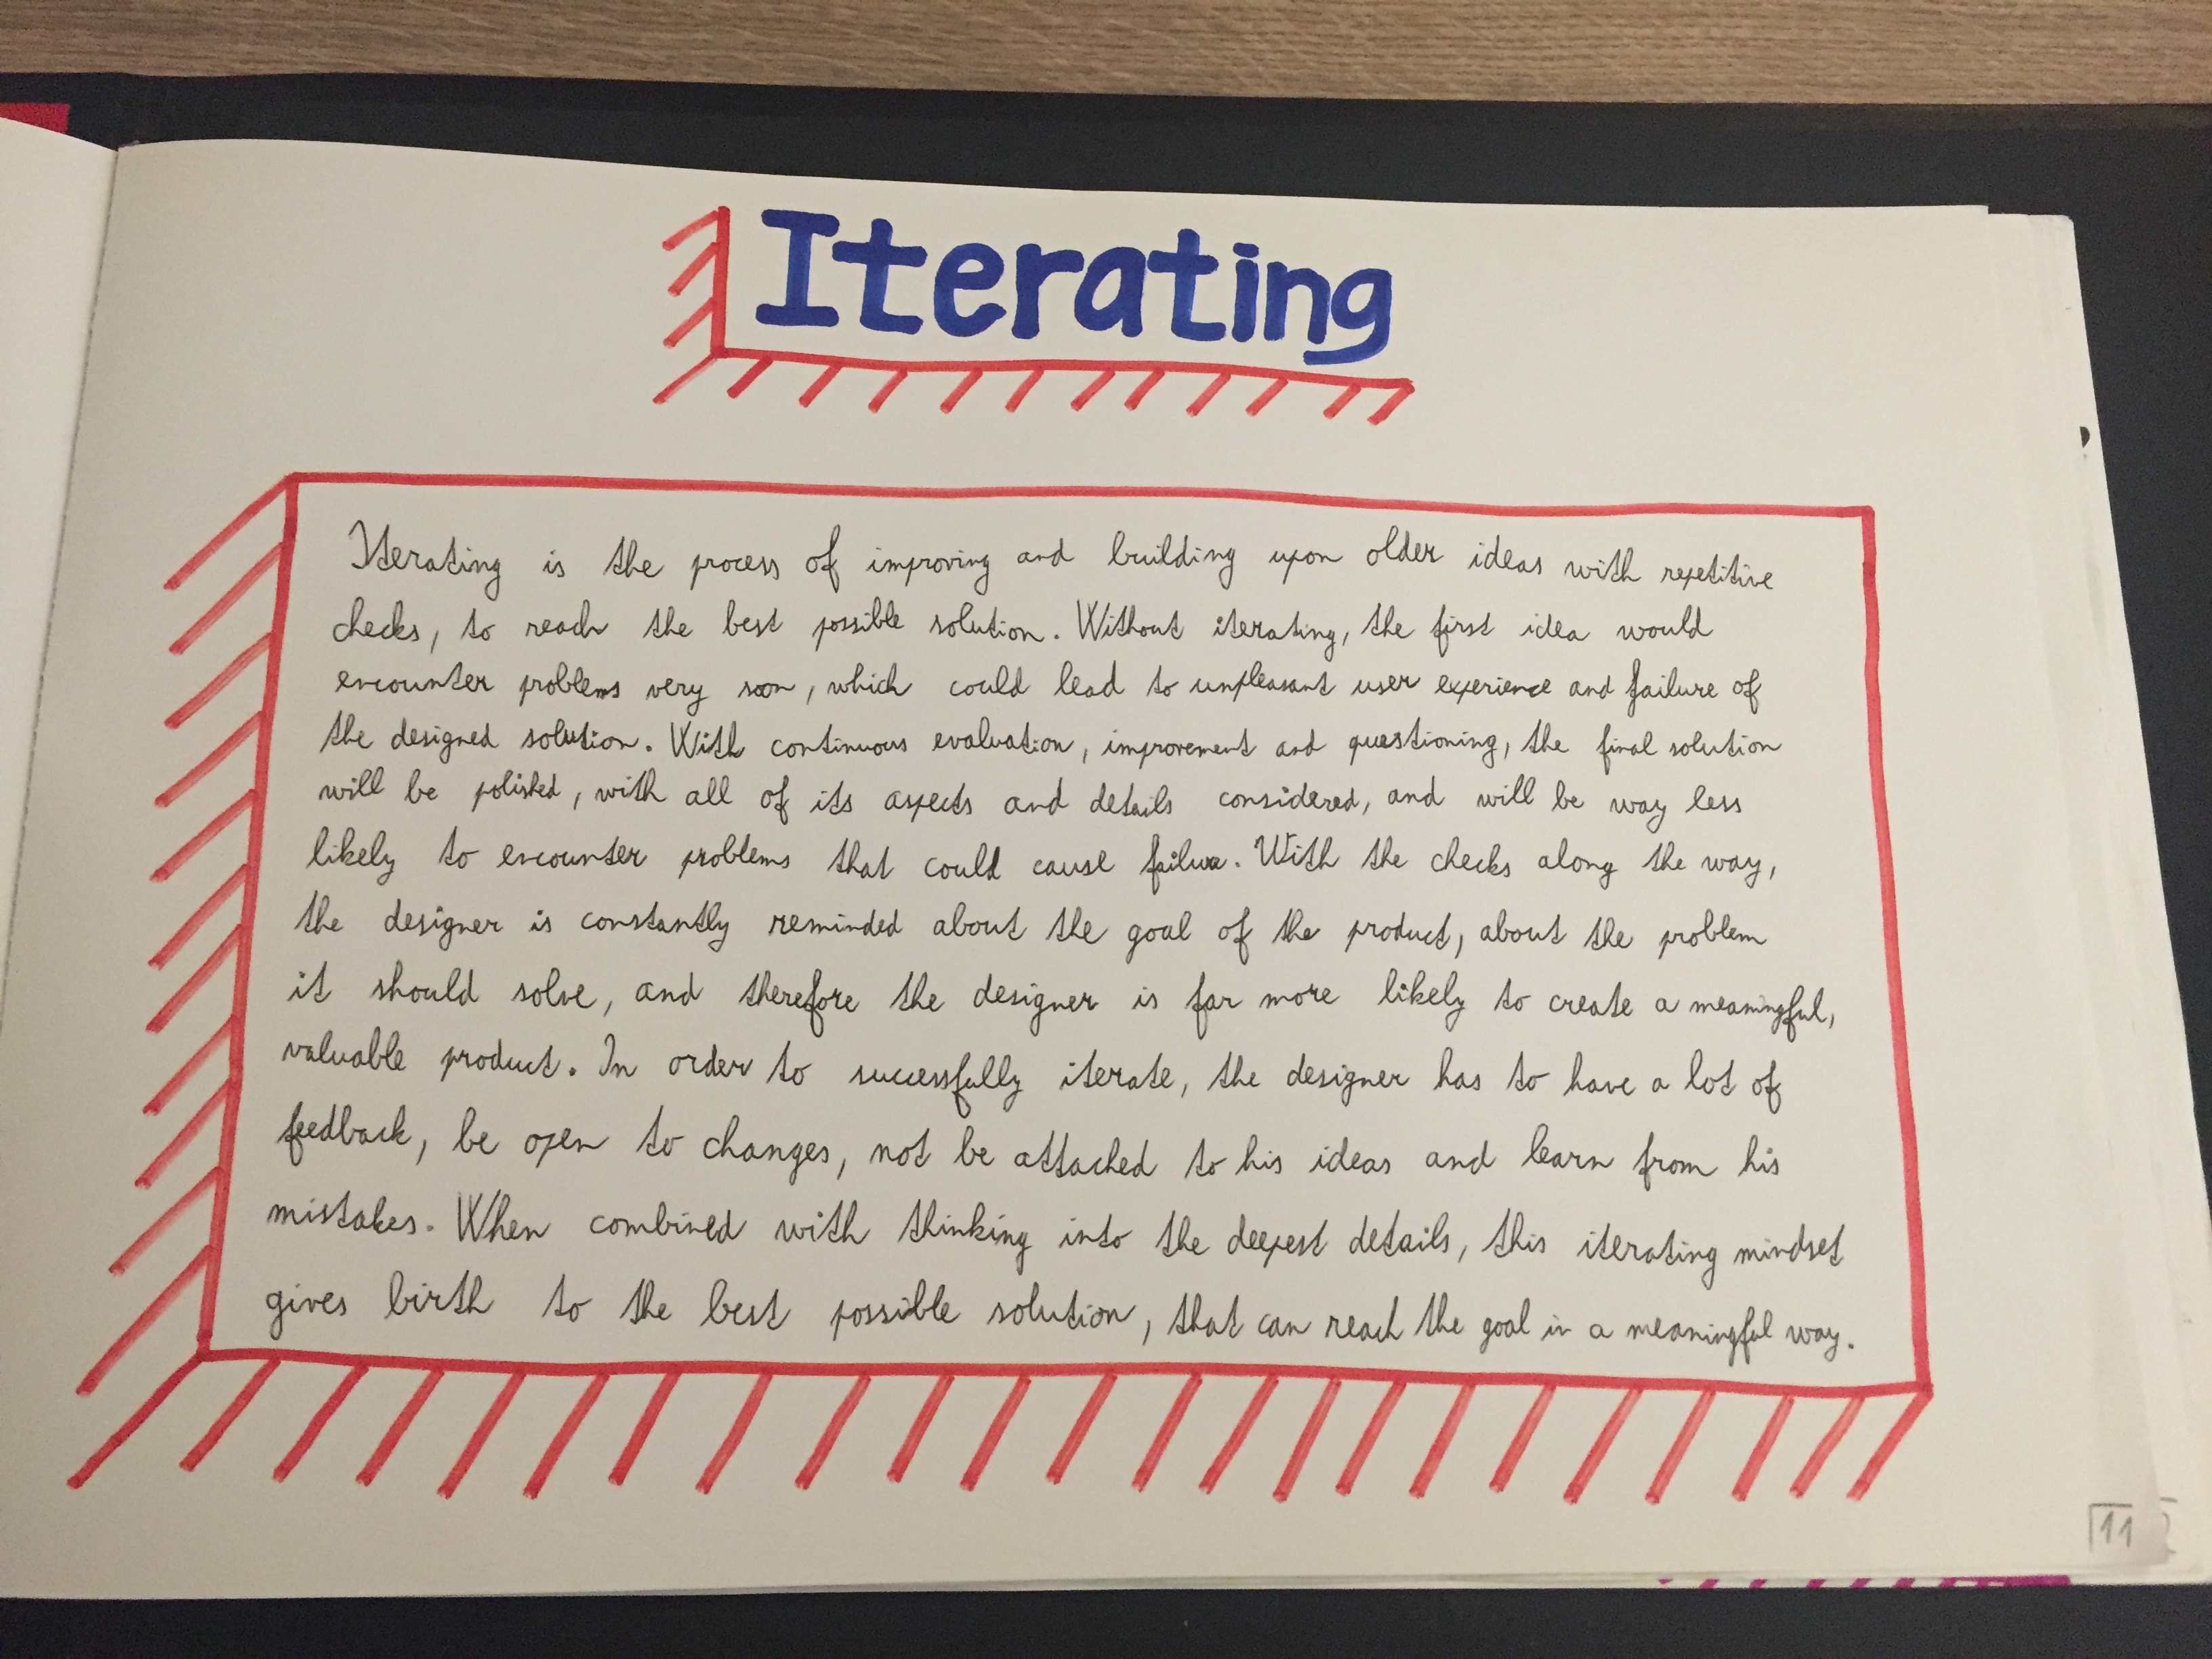 Iterating
Iterating is the process of improving and building upon older ideas with repetitive
checks, to reach the best possible solution. Without iterating, the first idea would
encounter problems very soon, which could lead to unpleasant user experience and failure of
the designed solution. With continuous evaluation, improvement and questioning, the final solution
will be polished, with all of its aspects and details considered, and will be way less
likely to encounter problems that could cause failure. With the checks along the way,
the designer is constantly reminded about the goal of the product, about the problem
it should solve, and therefore the designer is far more likely to create a meaningful,
valuable product. In order to successfully iterate, the designer has to have a lot of
feedback, be open to changes, not be attached to his ideas and learn from his
mistakes. When combined with thinking into the deepest details, this iterating mindset
gives birth to the best possible solution, that can reach the goal in a meaningful way.
11